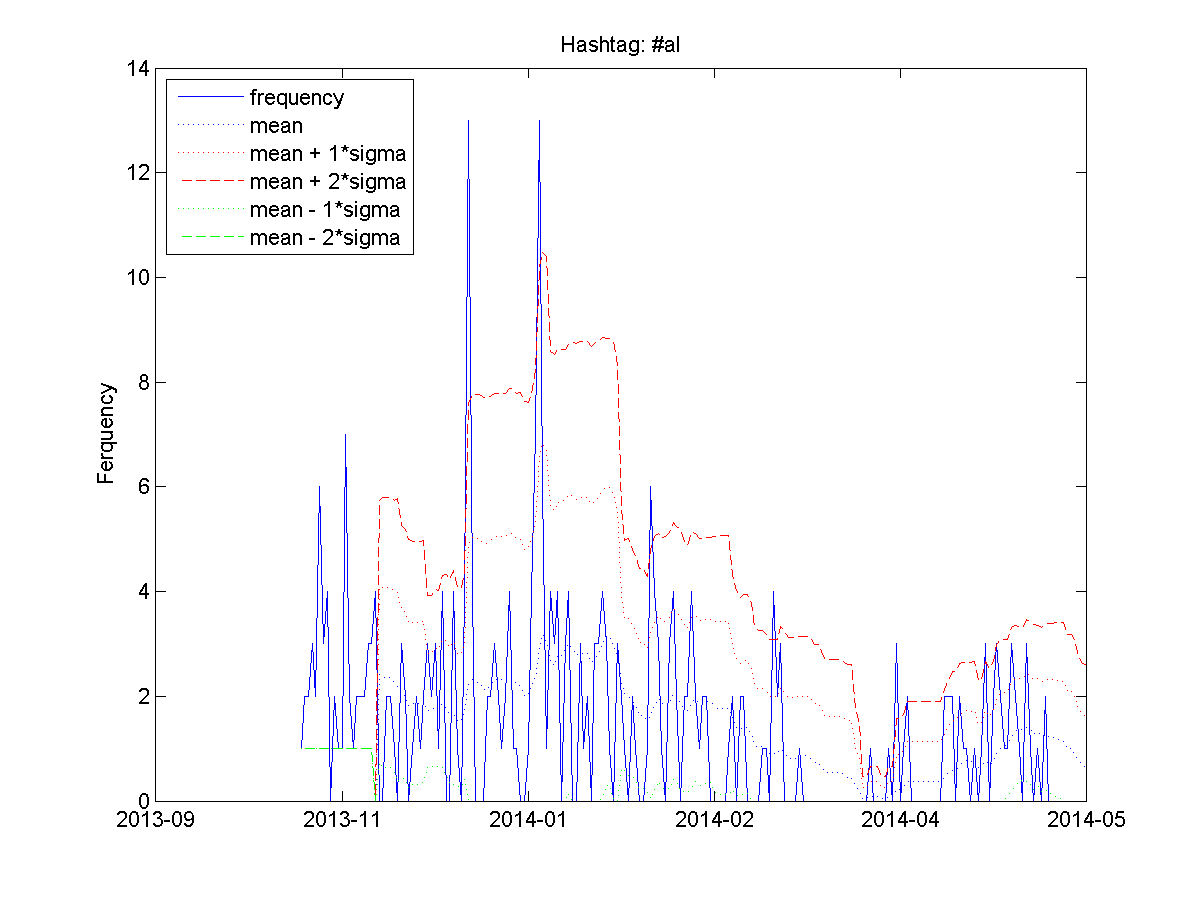 Hashtag: #al
14
12
10
8
6
4
2
0
Ferquency
frequency
mean
mean + 1*sigma
mean + 2*sigma
mean - 1*sigma
mean - 2*sigma
2013-09
2013-11
2014-01
2014-02
2014-04
2014-05